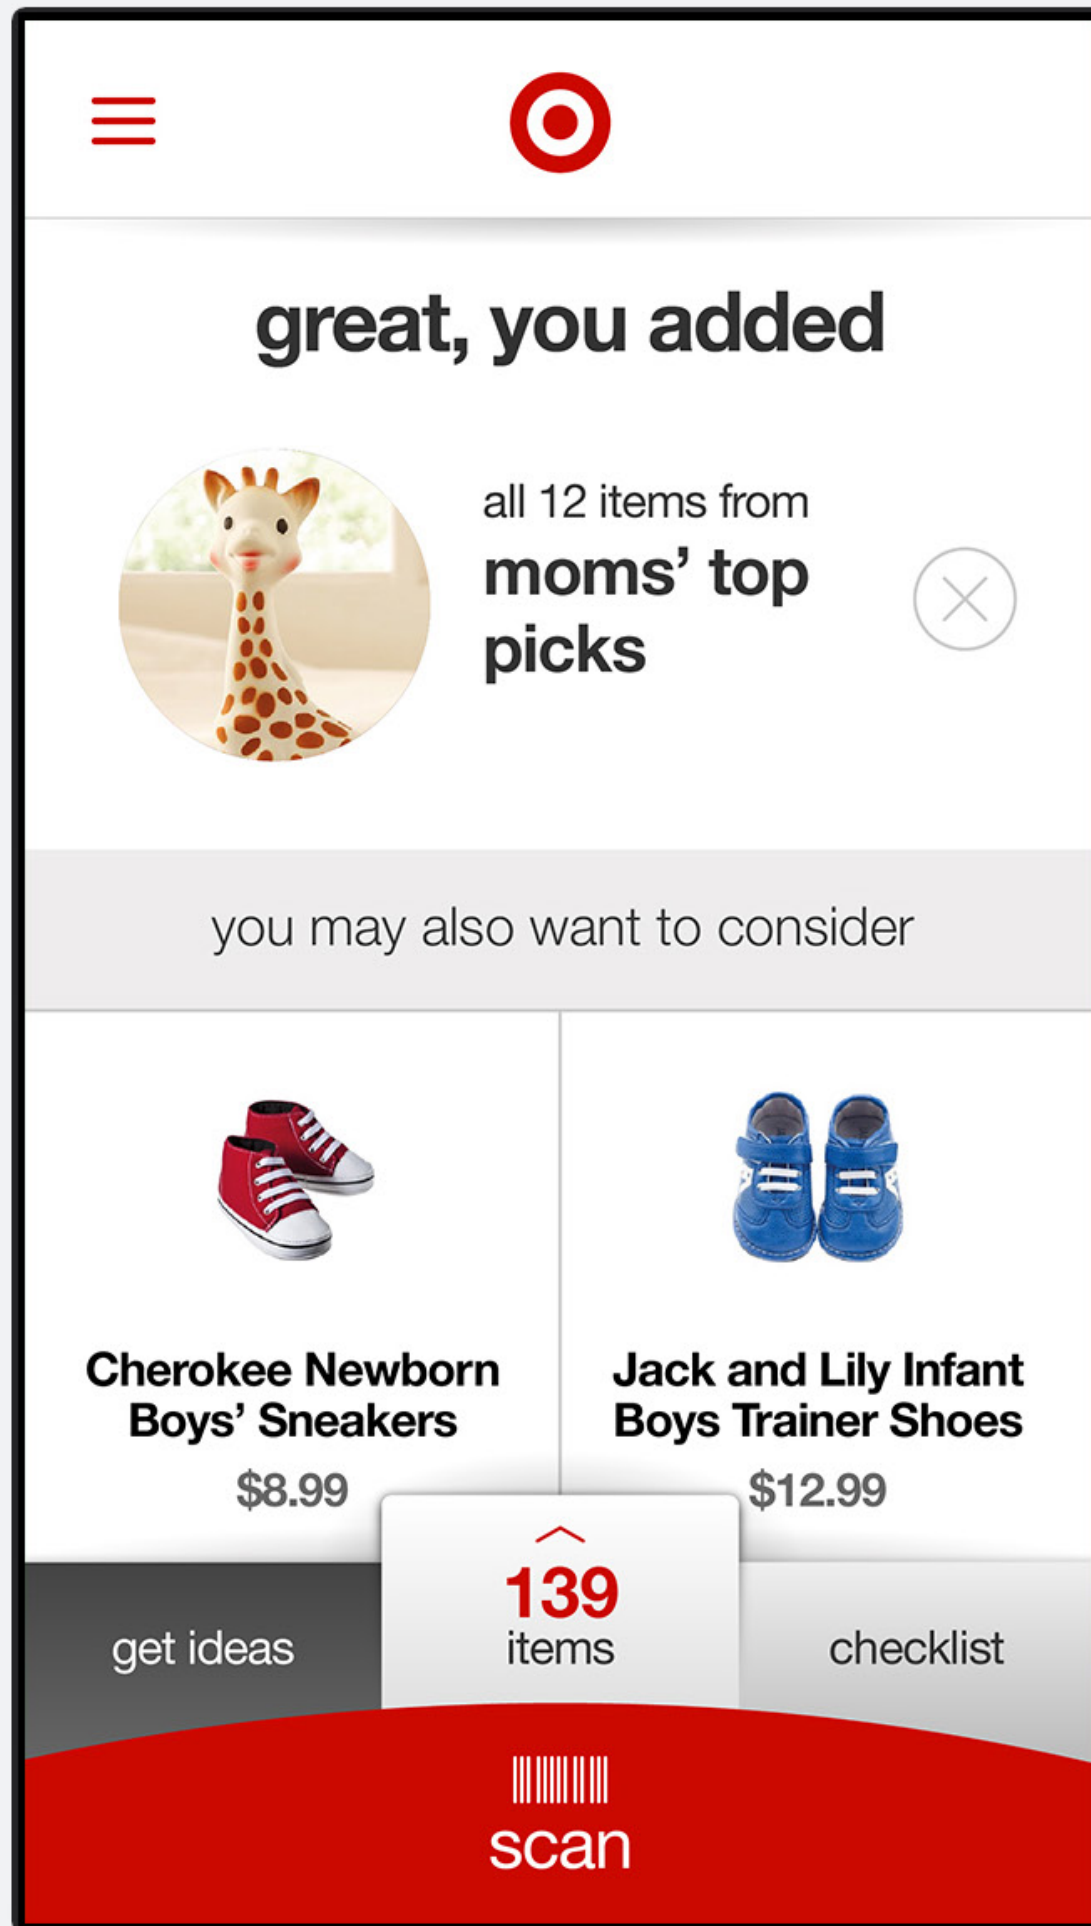 great, you added
all 12 items from
moms’ top
picks
you may also want to consider
Cherokee Newborn
Boys’ Sneakers
$8.99
Jack and Lily Infant
Boys Trainer Shoes
$12.99
get ideas
139
items
checklist
scan